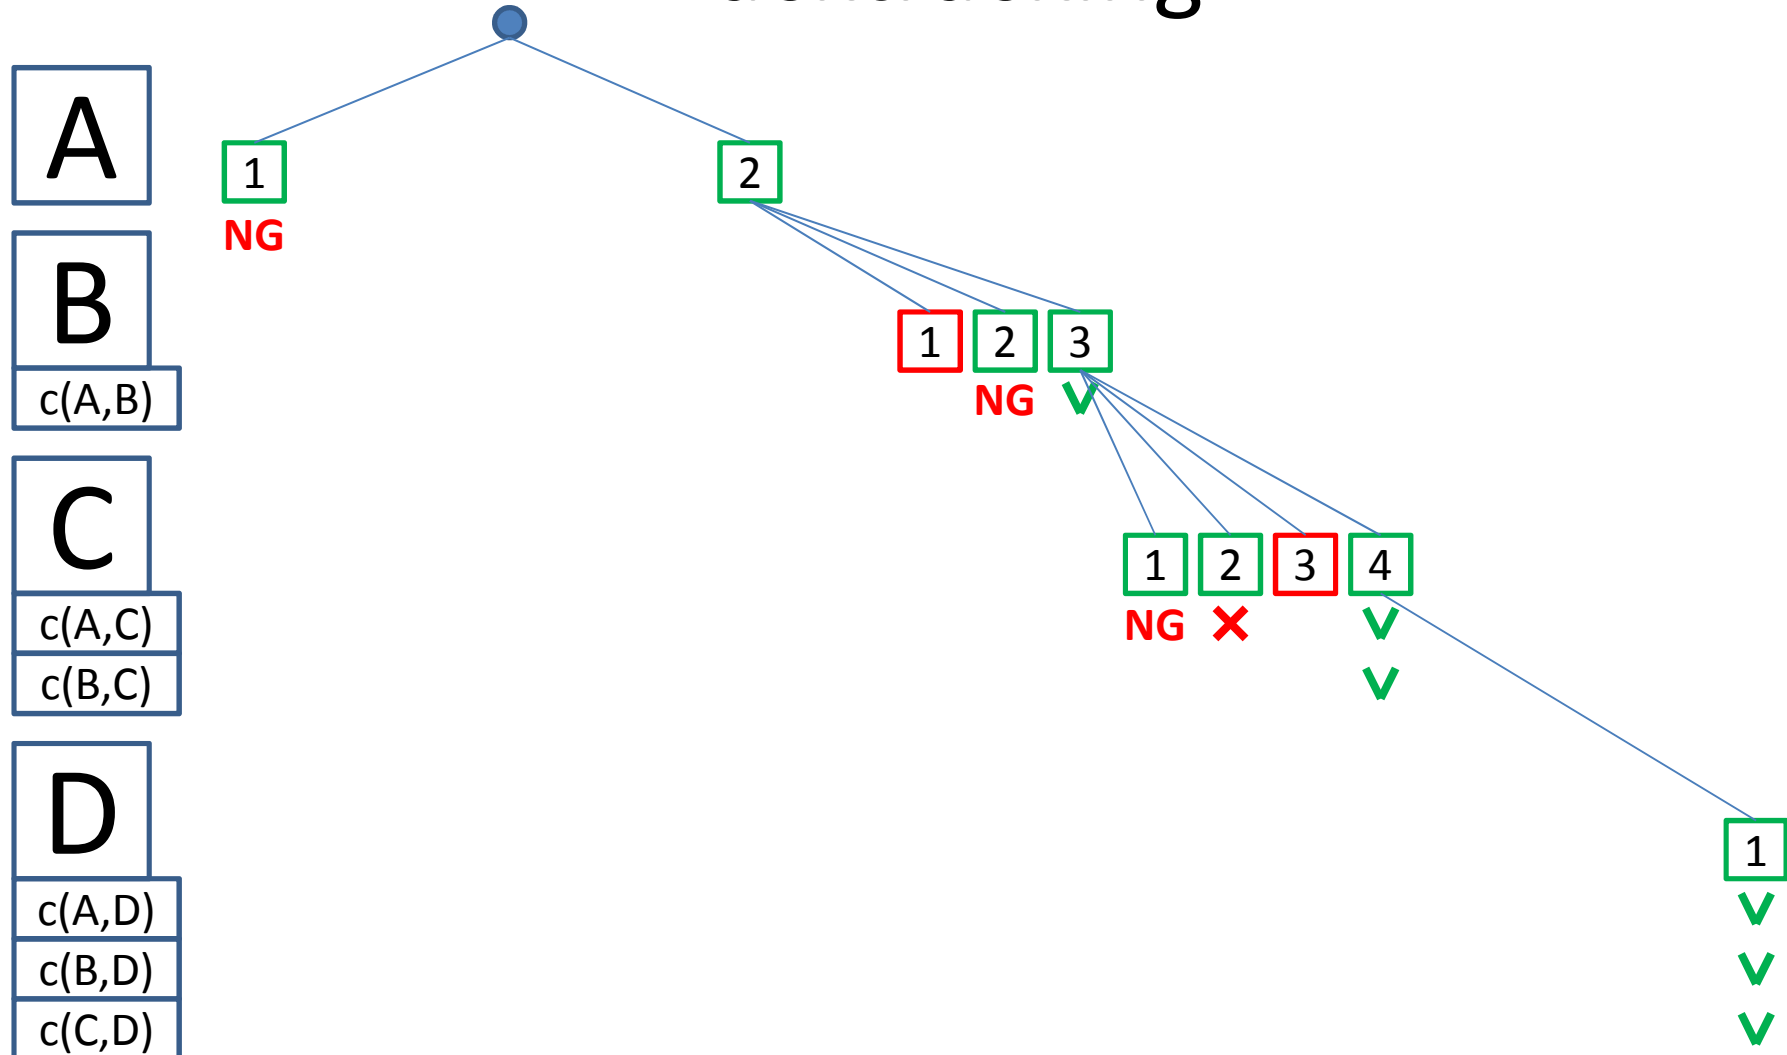 A
1 2
NG
B
1 2 3
c(A,B)
NG V
C
1 2 3 4
c(A,C)
NG
c(B,C)
D
1
c(A,D)
c(B,D)
c(C,D)